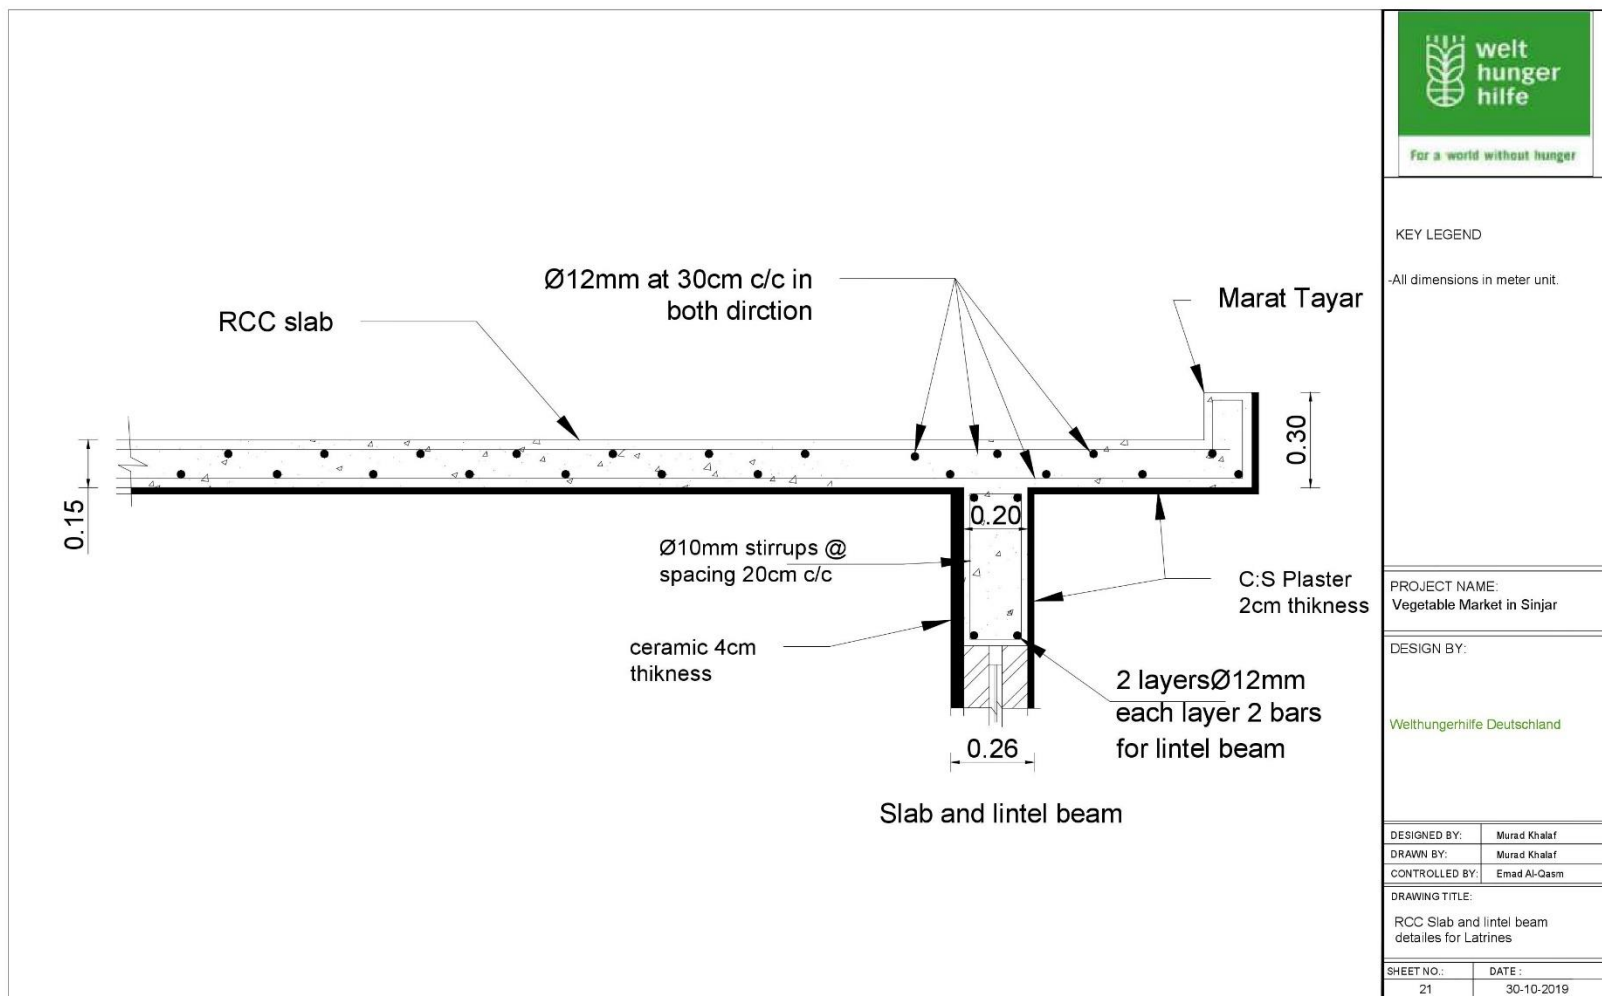 Ø12mm at 30cm c/c in
both dirction
RCC slab
Marat Tayar
0.30
0.15
0.20
Ø10mm stirrups @
spacing 20cm c/c
C:S Plaster
2cm thikness
ceramic 4cm
thikness
2 layersØ12mm
each layer 2 bars
for lintel beam
0.26
Slab and lintel beam
welt
hunger
hilfe
For a world without hunger
KEY LEGEND
-All dimensions in meter unit.
PROJECT NAME:
Vegetable Market in Sinjar
DESIGN BY:
Welthungerhilfe Deutschland
DESIGNED BY: Murad Khalaf
DRAWN BY: Murad Khalaf
CONTROLLED BY: Emad Al-Qasm
DRAWING TITLE:
RCC Slab and lintel beam
detailes for Latrines
SHEET NO.: DATE :
21 30-10-2019